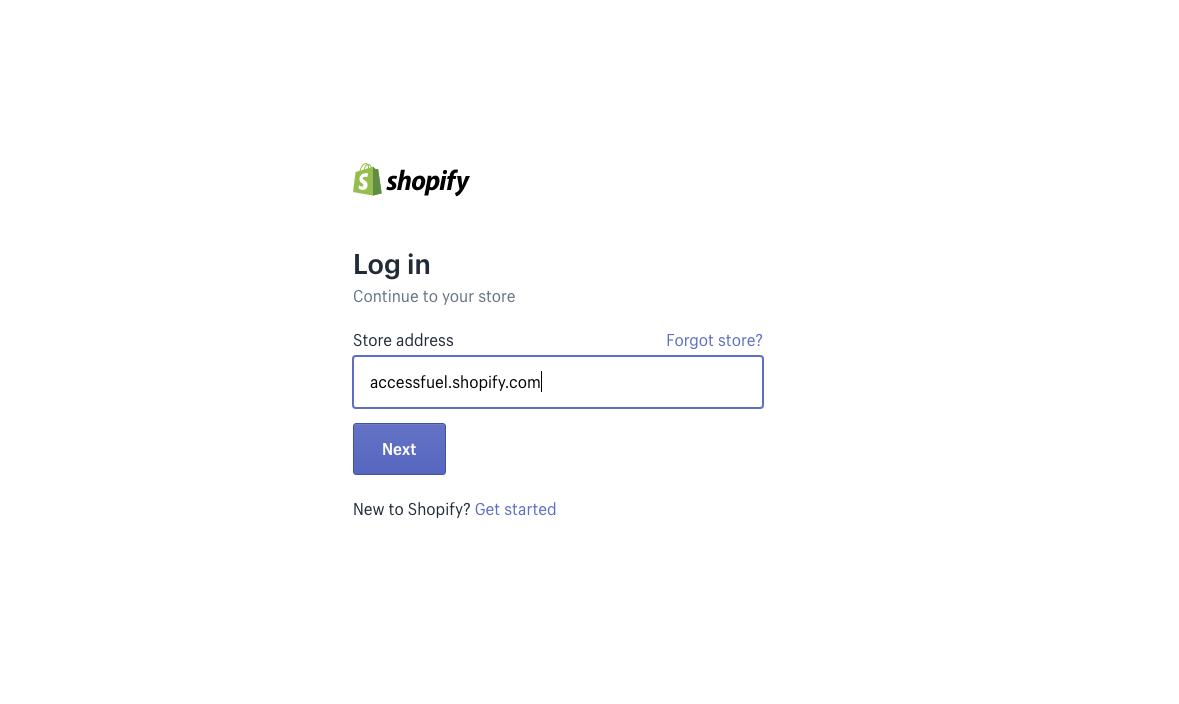 shopify
Log in
Continue to your store
Store address Forgot store?
accessfuel.shopify.com
Next
New to Shopify? Get started